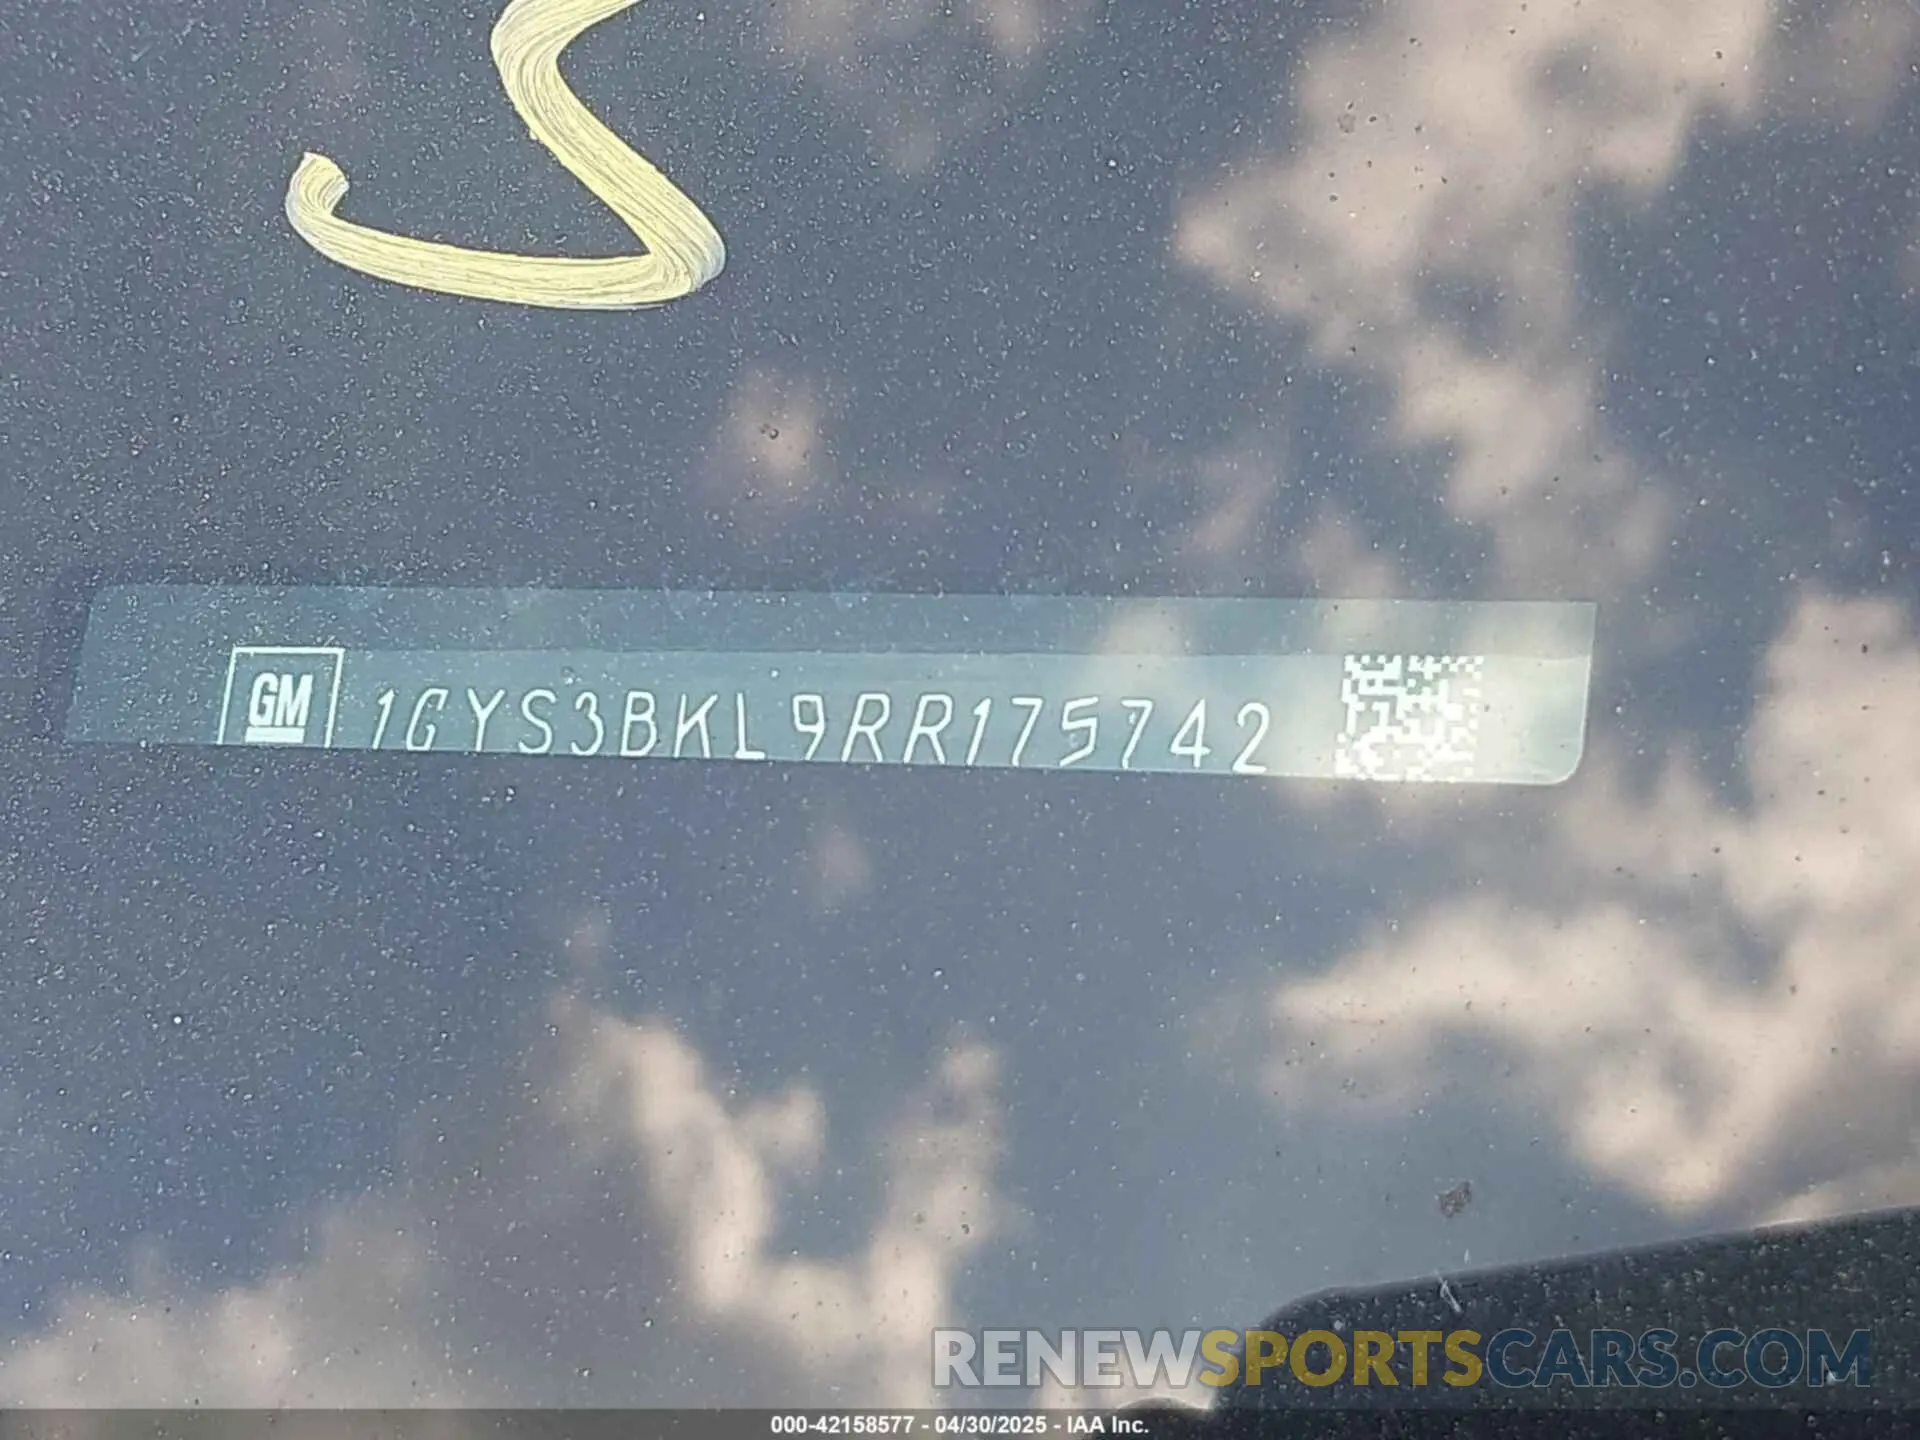 GM 1GYS3BKL9RR175742
RENEWSPORTSCARS.COM
000-42158577 - 04/30/2025 - IAA Inc.